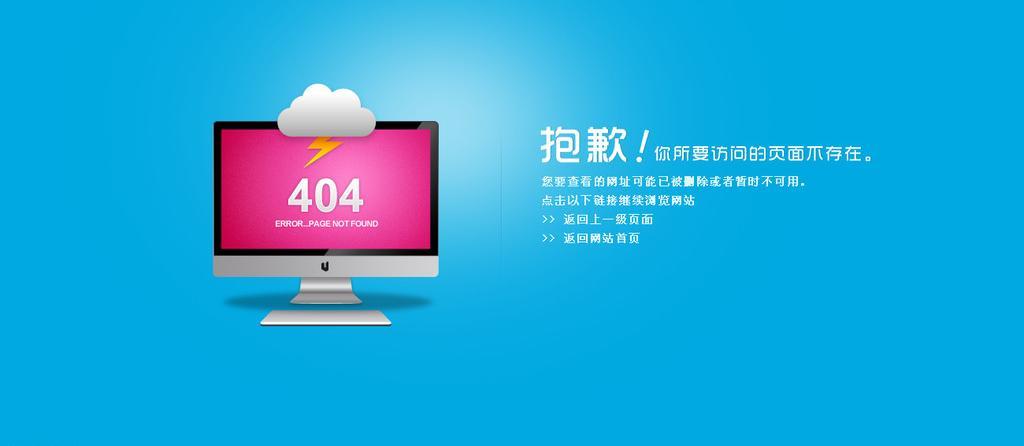 404
ERROR...PAGE NOT FOUND
抱歉!你所要访问的页面不存在。
您要查看的网址可能已被删除或者暂时不可用。
点击以下链接继续浏览网站
>> 返回上一级页面
>> 返回网站首页